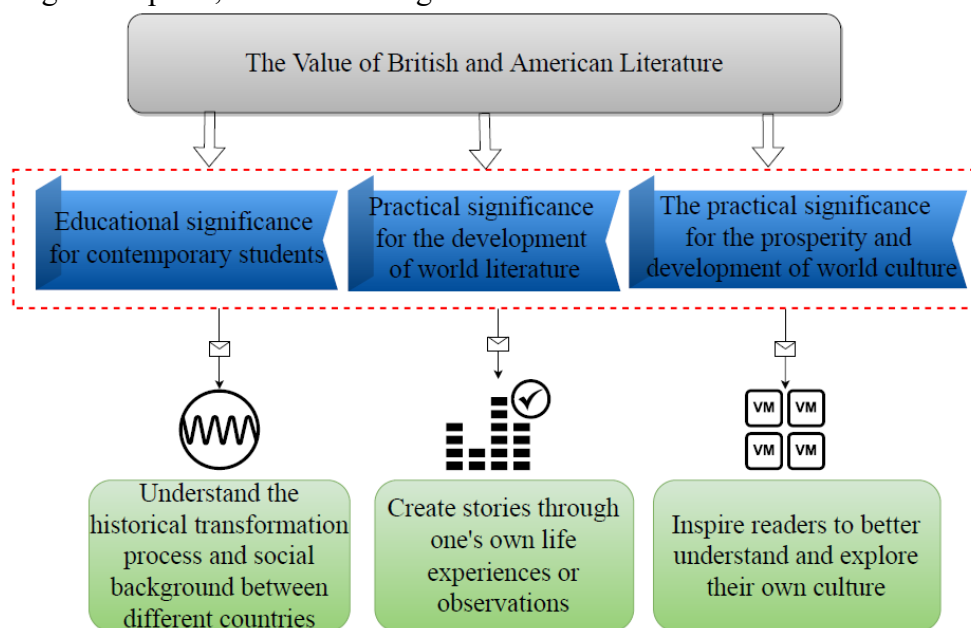 The Value of British and American Literature
Educational significance
for contemporary students
Practical significance
for the development
of world literature
The practical significance
for the prosperity and
development of world culture
VM VM
VM VM
Understand the
historical transformation
process and social
background between
different countries
Create stories through
one's own life
experiences or
observations
Inspire readers to better
understand and explore
their own culture